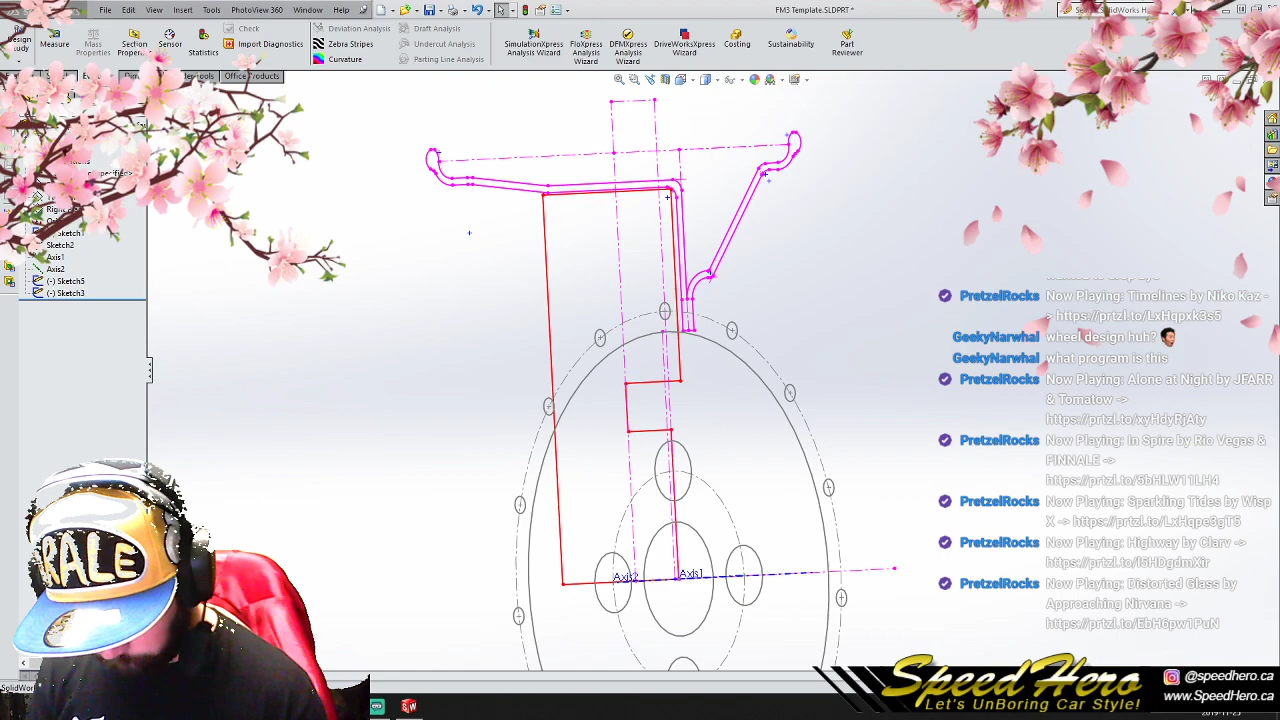 File Edit View Insert Tools PhotoView 360 Window Help
FM3 Template.SLDPRT *
Measure
Mass
Properties
Section
Sensor
Statistics
Check
Import Diagnostics
Deviation Analysis
Zebra Stripes
Curvature
Draft Analysis
Undercut Analysis
Parting Line Analysis
SimulationXpress
Analysis Wizard
FloXpress
Analysis
Wizard
DFMXpress
Analysis
Wizard
DriveWorksXpress
Wizard
Costing
Sustainability
Part
Reviewer
Office Products
Sketch2
Axis1
Axis2
(-) Sketch5
(-) Sketch3
Axis2
Axis1
PretzelRocks Now Playing: Timelines by Niko Kaz -
> https://prtzl.to/LxHqpxk3s5
GeekyNarwhal wheel design huh?
GeekyNarwhal what program is this
PretzelRocks Now Playing: Alone at Night by JFARR
& Tomatow ->
https://prtzl.to/xyHdyRjAty
PretzelRocks Now Playing: In Spire by Rio Vegas &
FINNALE ->
https://prtzl.to/5bHLW11LH4
PretzelRocks Now Playing: Sparkling Tides by Wisp
X -> https://prtzl.to/LxHqpe3gT5
PretzelRocks Now Playing: Highway by Clarv ->
https://prtzl.to/I5HDgdmXir
PretzelRocks Now Playing: Distorted Glass by
Approaching Nirvana ->
https://prtzl.to/EbH6pw1PuN
RALE
SpeedHero
Let's UnBoring Car Style!
@speedhero.ca
www.SpeedHero.ca